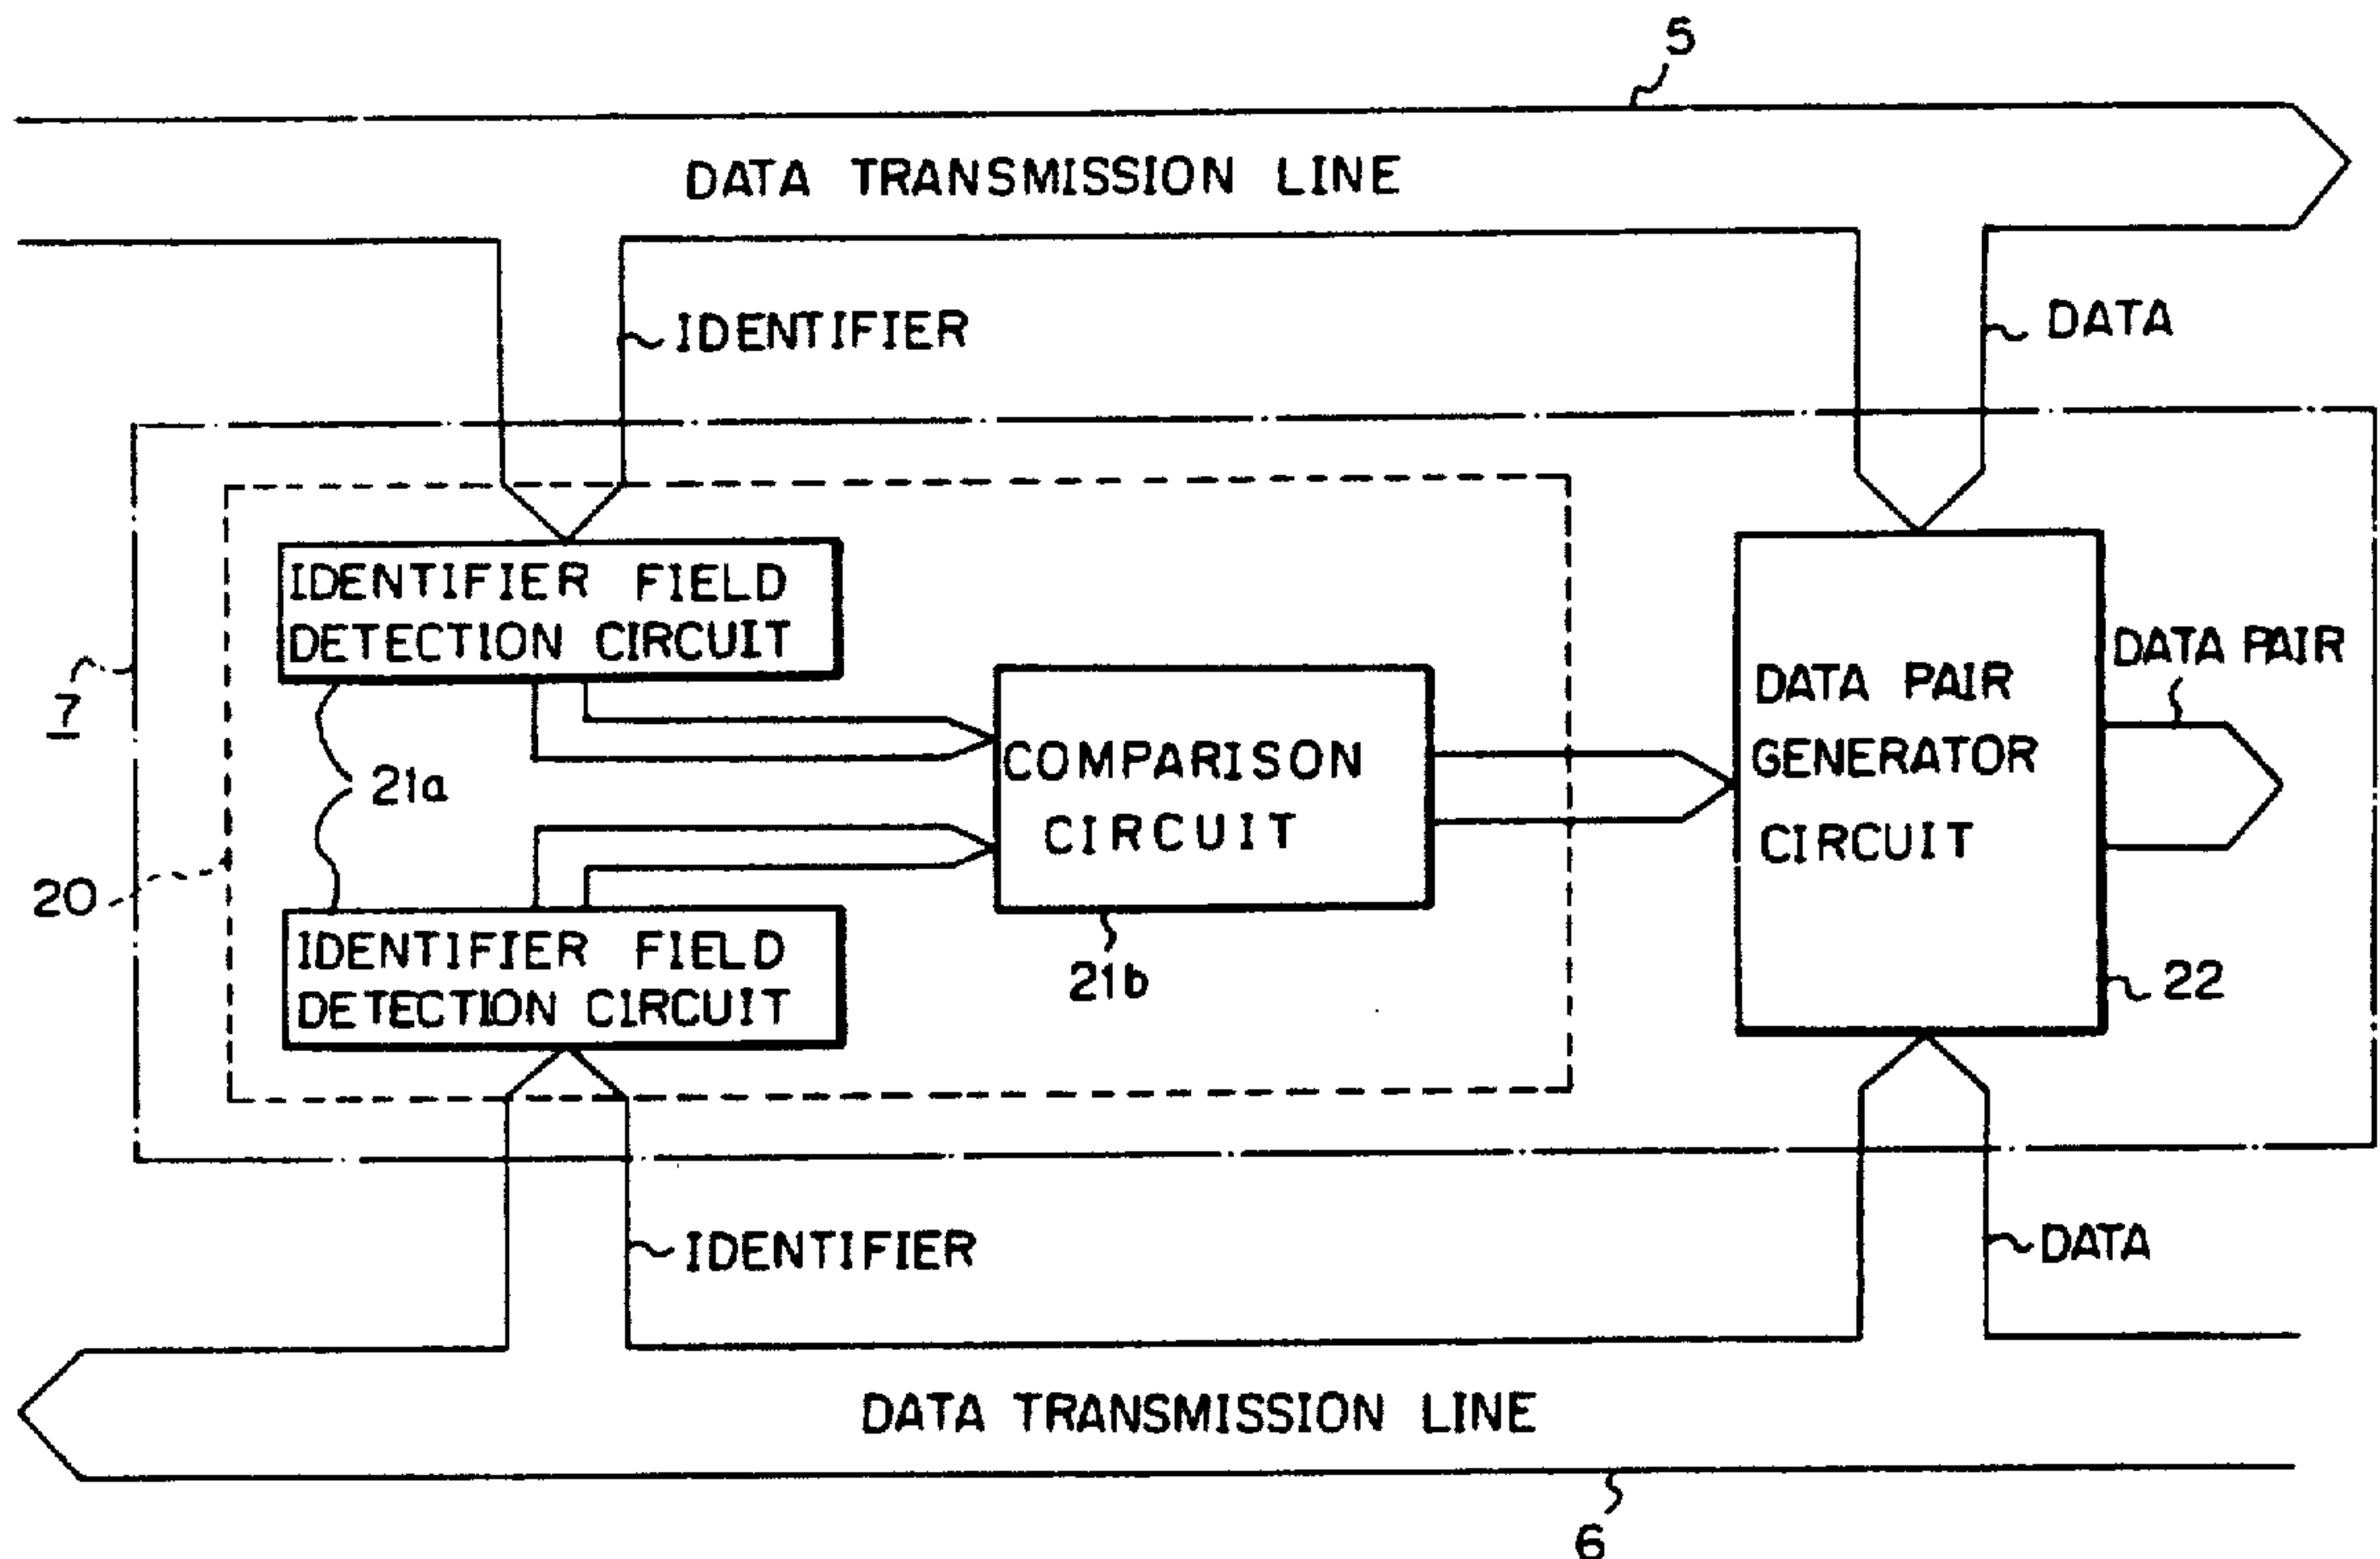 5
DATA TRANSMISSION LINE
IDENTIFIER
DATA
IDENTIFIER FIELD
DETECTION CIRCUIT
7
21a
20
COMPARISON
CIRCUIT
21b
DATA PAIR
GENERATOR
CIRCUIT
DATA PAIR
22
IDENTIFIER FIELD
DETECTION CIRCUIT
IDENTIFIER
DATA
DATA TRANSMISSION LINE
6